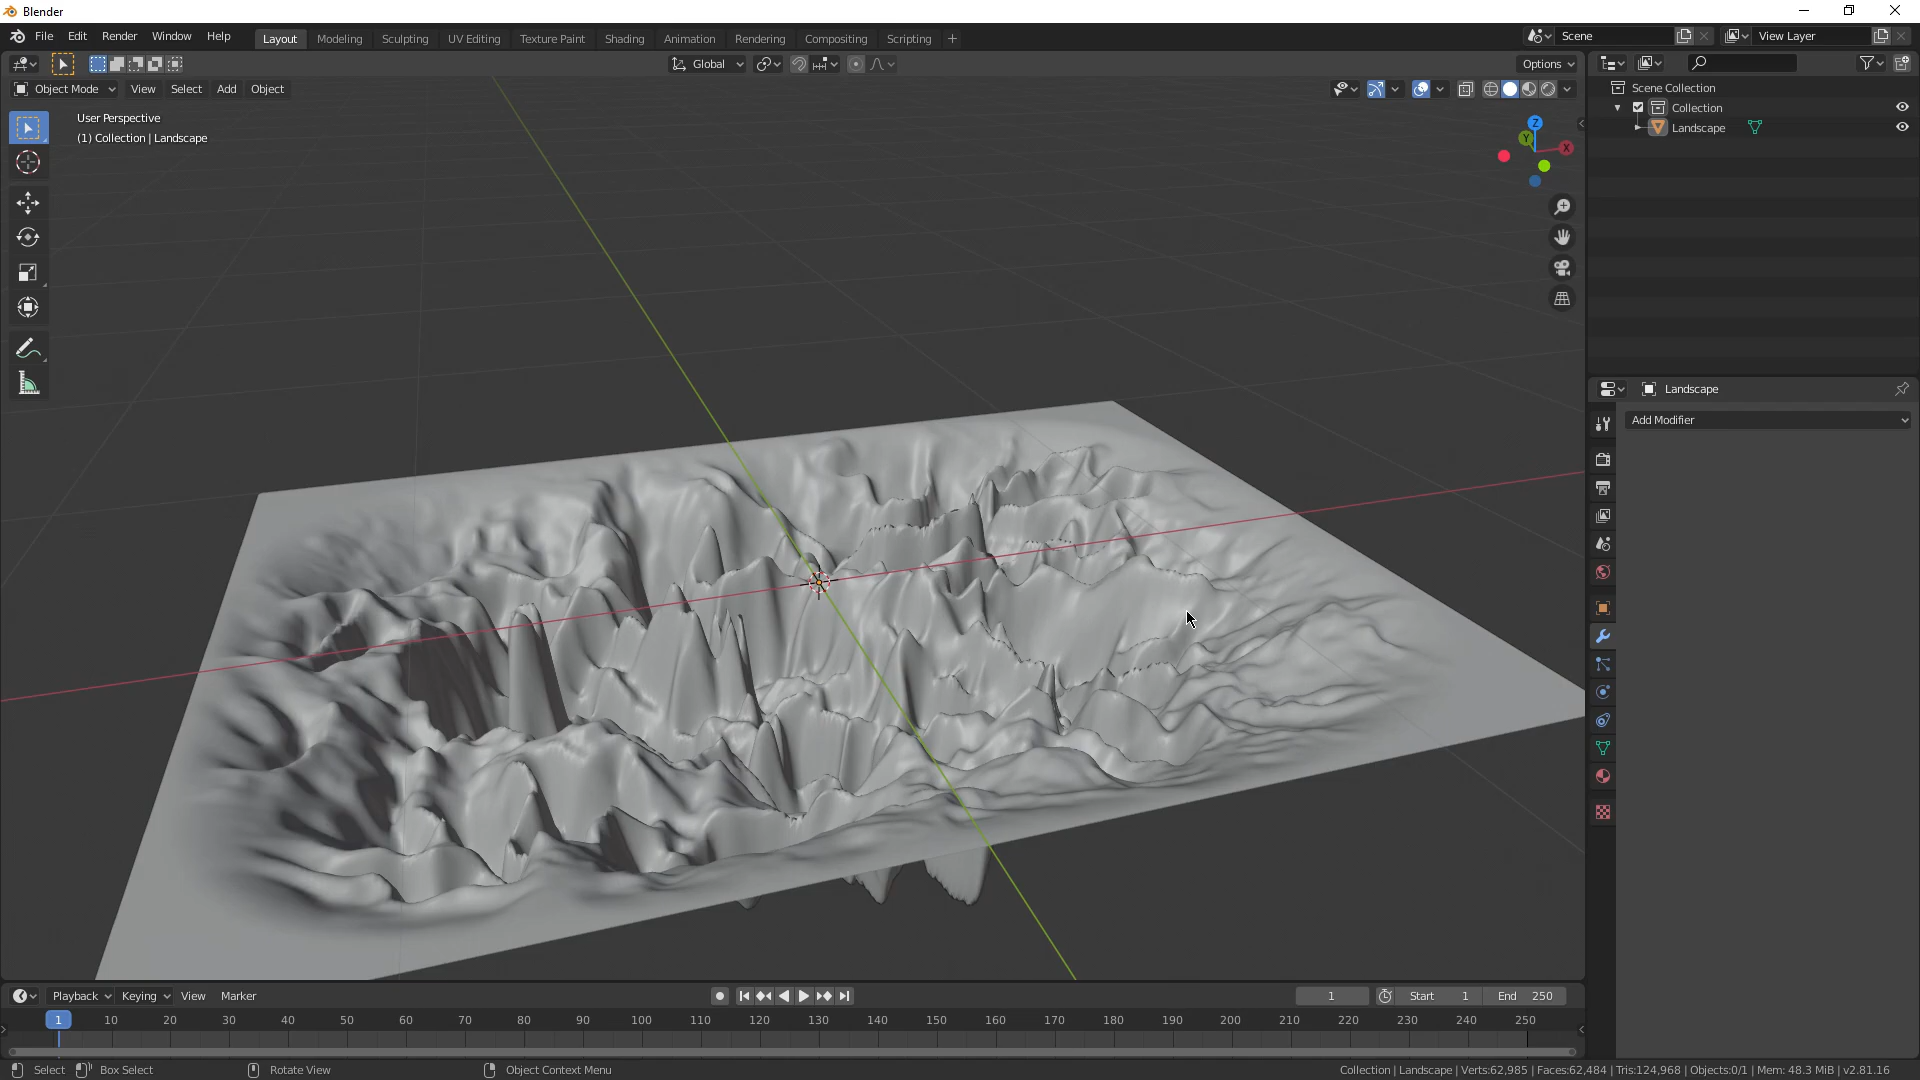 Blender
File Edit Render Window Help Layout Modeling Sculpting UV Editing Texture Paint Shading Animation Rendering Compositing Scripting + Scene View Layer
Global Options
Object Mode View Select Add Object
User Perspective
(1) Collection | Landscape
Z
Y
X
Scene Collection
Collection
Landscape
Landscape
Add Modifier
Playback Keying View Marker 1 Start 1 End 250
1 10 20 30 40 50 60 70 80 90 100 110 120 130 140 150 160 170 180 190 200 210 220 230 240 250
Select Box Select Rotate View Object Context Menu Collection | Landscape | Verts:62,985 | Faces:62,484 | Tris:124,968 | Objects:0/1 | Mem: 48.3 MiB | v2.81.16